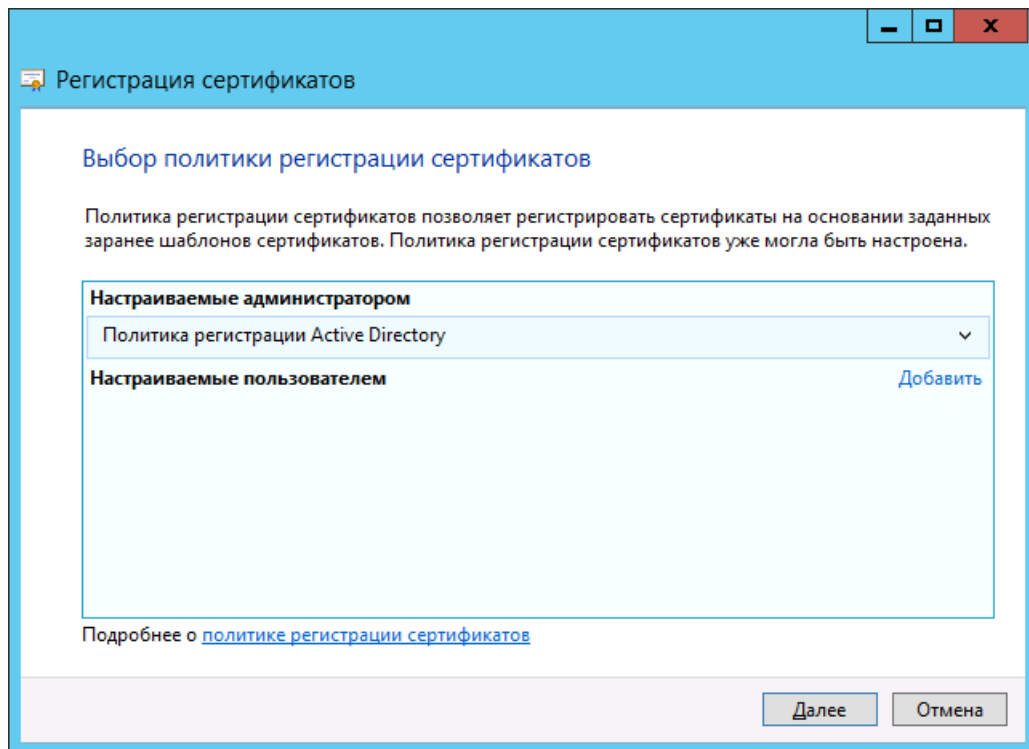 Регистрация сертификатов
Выбор политики регистрации сертификатов
Политика регистрации сертификатов позволяет регистрировать сертификаты на основании заданных
заранее шаблонов сертификатов. Политика регистрации сертификатов уже могла быть настроена.
Настраиваемые администратором
Политика регистрации Active Directory
Настраиваемые пользователем Добавить
Подробнее о политике регистрации сертификатов
Далее Отмена